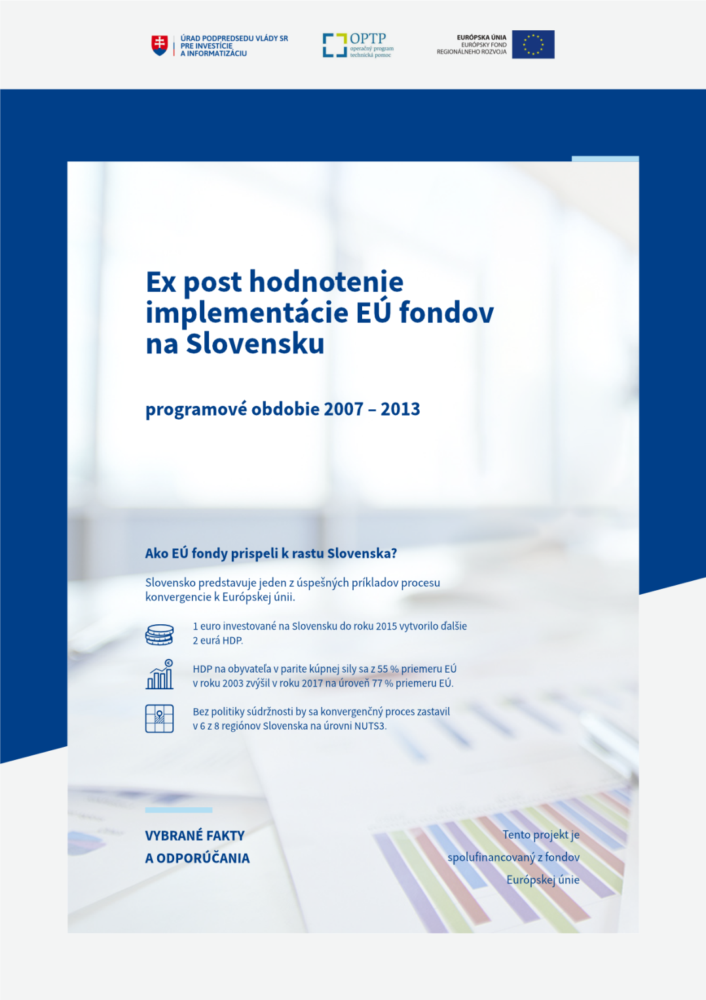 ÚRAD PODPREDSEDU VLÁDY SR
PRE INVESTÍCIE
A INFORMATIZÁCIU
OPTP
operačný program
technická pomoc
EURÓPSKA ÚNIA
EURÓPSKY FOND
REGIONÁLNEHO ROZVOJA
Ex post hodnotenie
implementácie EÚ fondov
na Slovensku
programové obdobie 2007 – 2013
Ako EÚ fondy prispeli k rastu Slovenska?
Slovensko predstavuje jeden z úspešných príkladov procesu
konvergencie k Európskej únii.
1 euro investované na Slovensku do roku 2015 vytvorilo ďalšie
2 eurá HDP.
HDP na obyvateľa v parite kúpnej sily sa z 55 % priemeru EÚ
v roku 2003 zvýšil v roku 2017 na úroveň 77 % priemeru EÚ.
Bez politiky súdržnosti by sa konvergenčný proces zastavil
v 6 z 8 regiónov Slovenska na úrovni NUTS3.
VYBRANÉ FAKTY
A ODPORÚČANIA
Tento projekt je
spolufinancovaný z fondov
Európskej únie